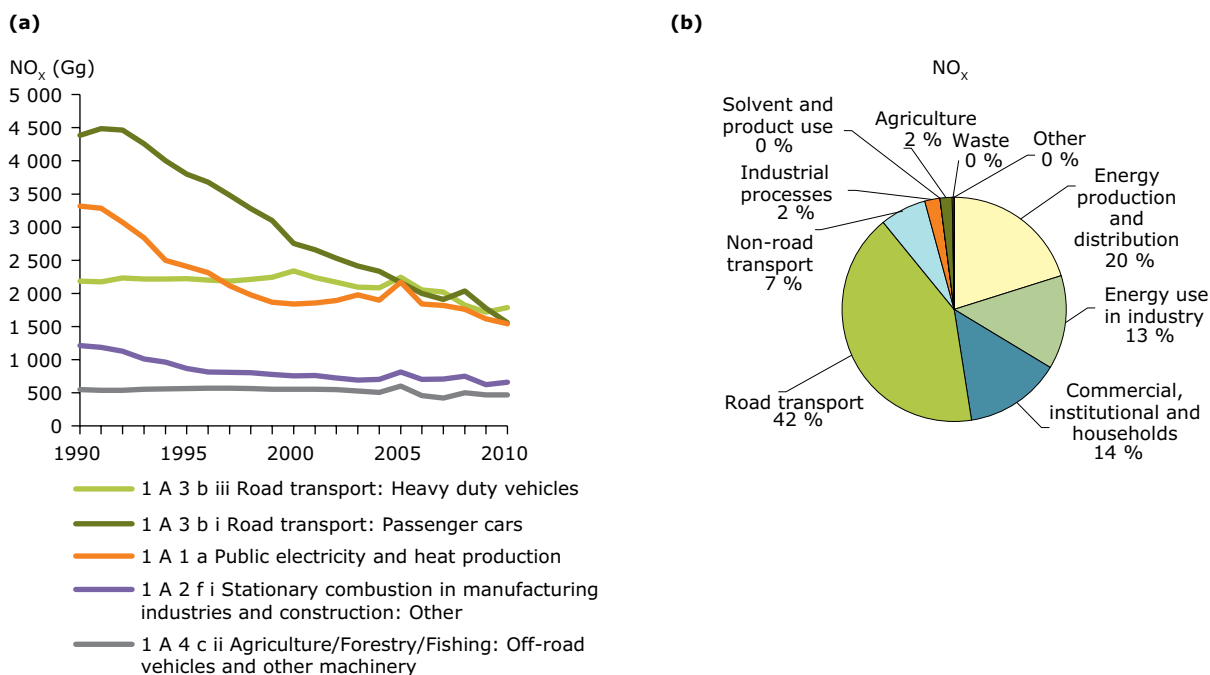 (a)
NOx (Gg)
5 000
4 500
4 000
3 500
3 000
2 500
2 000
1 500
1 000
500
0
1990
1995
2000
2005
2010
1 A 3 b iii Road transport: Heavy duty vehicles
1 A 3 b i Road transport: Passenger cars
1 A 1 a Public electricity and heat production
1 A 2 f i Stationary combustion in manufacturing
industries and construction: Other
1 A 4 c ii Agriculture/Forestry/Fishing: Off-road
vehicles and other machinery
(b)
NOx
Solvent and
product use
0 %
Agriculture
2 %
Waste
0 %
Other
0 %
Energy
production
and
distribution
20 %
Energy use
in industry
13 %
Commercial,
institutional and
households
14 %
Road transport
42 %
Non-road
transport
7 %
Industrial
processes
2 %